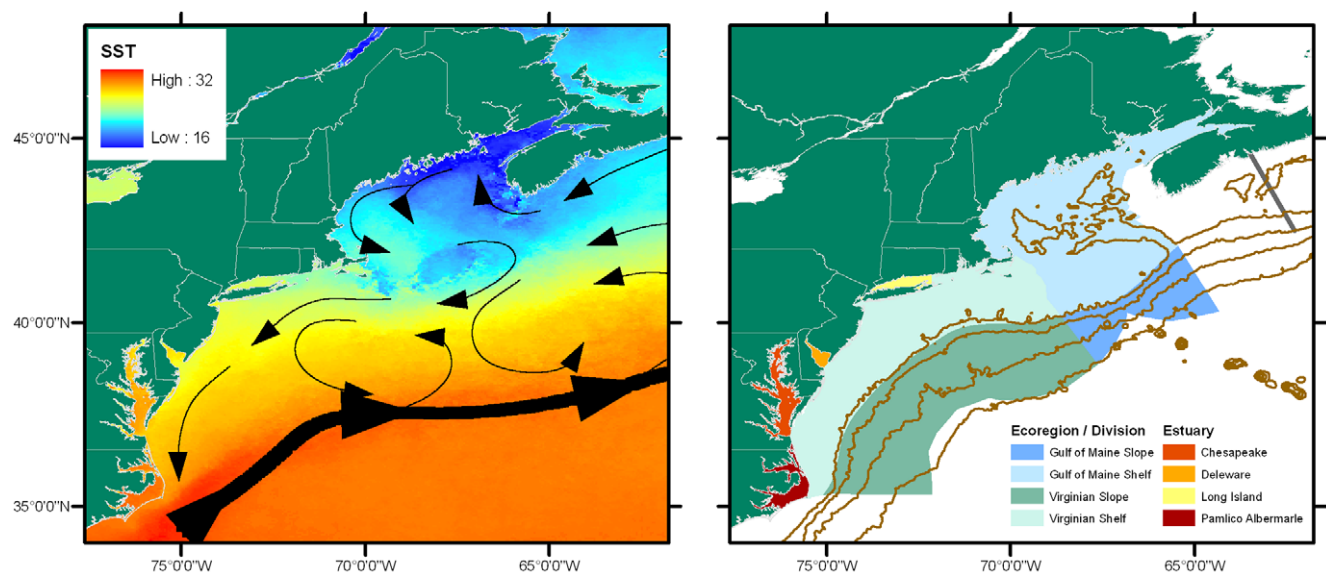 SST
High : 32
Low : 16
45°0'0"N
40°0'0"N
35°0'0"N
75°0'0"W
70°0'0"W
65°0'0"W
Ecoregion / Division
Gulf of Maine Slope
Gulf of Maine Shelf
Virginian Slope
Virginian Shelf
Estuary
Chesapeake
Deleware
Long Island
Pamlico Albermarle
75°0'0"W
70°0'0"W
65°0'0"W